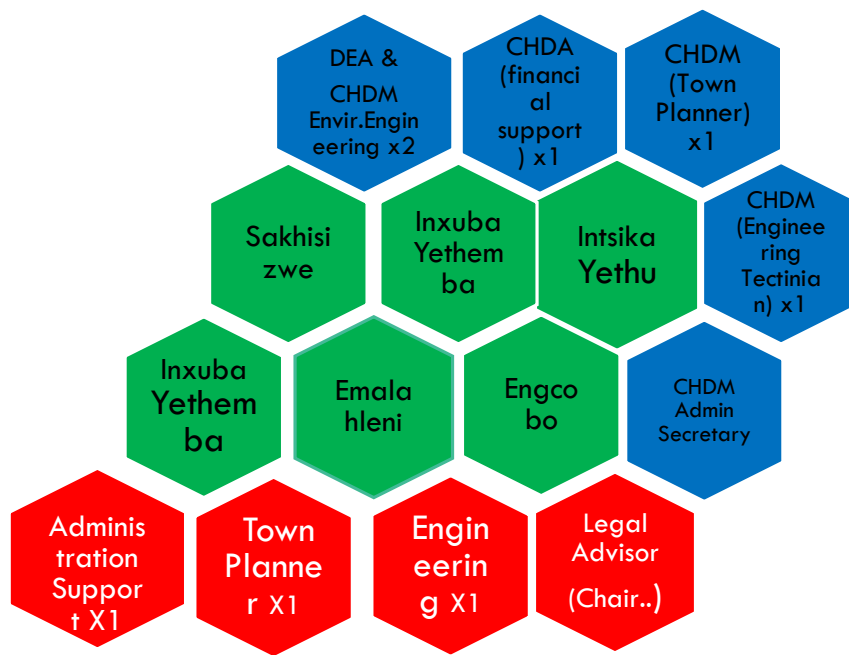 DEA &
CHDM
Envir.Engin
eering x2
CHDA
(financi
al
support
) x1
CHDM
(Town
Planner)
x1
Sakhisi
zwe
Inxuba
Yethem
ba
Intsika
Yethu
CHDM
(Enginee
ring
Tectinia
n) x1
Inxuba
Yethem
ba
Emala
hleni
Engco
bo
CHDM
Admin
Secretary
Adminis
tration
Suppor
t X1
Town
Planne
r X1
Engin
eerin
g X1
Legal
Advisor
(Chair..)